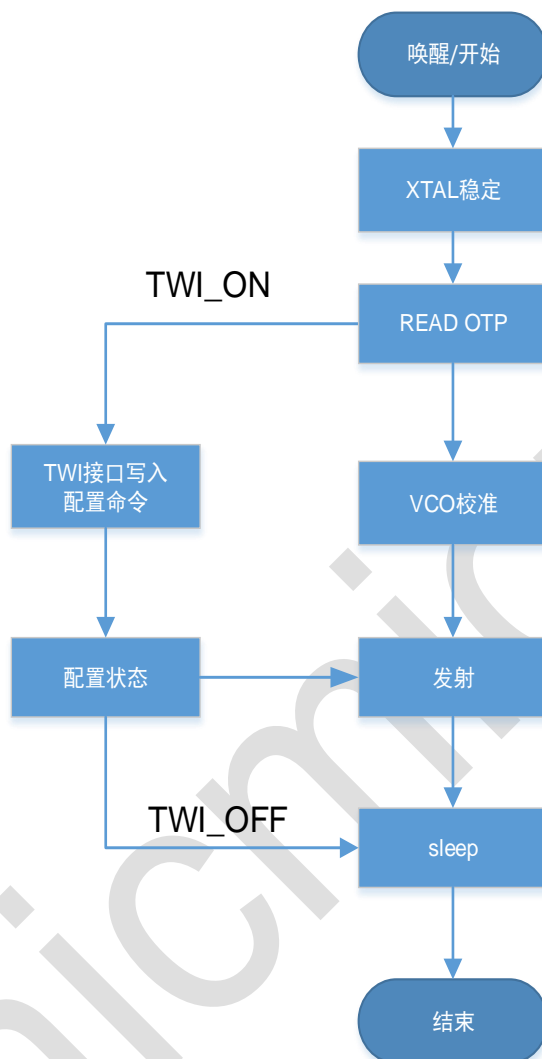 唤醒/开始
XTAL稳定
TWI_ON
READ OTP
TWI接口写入
配置命令
VCO校准
配置状态
发射
TWI_OFF
sleep
结束